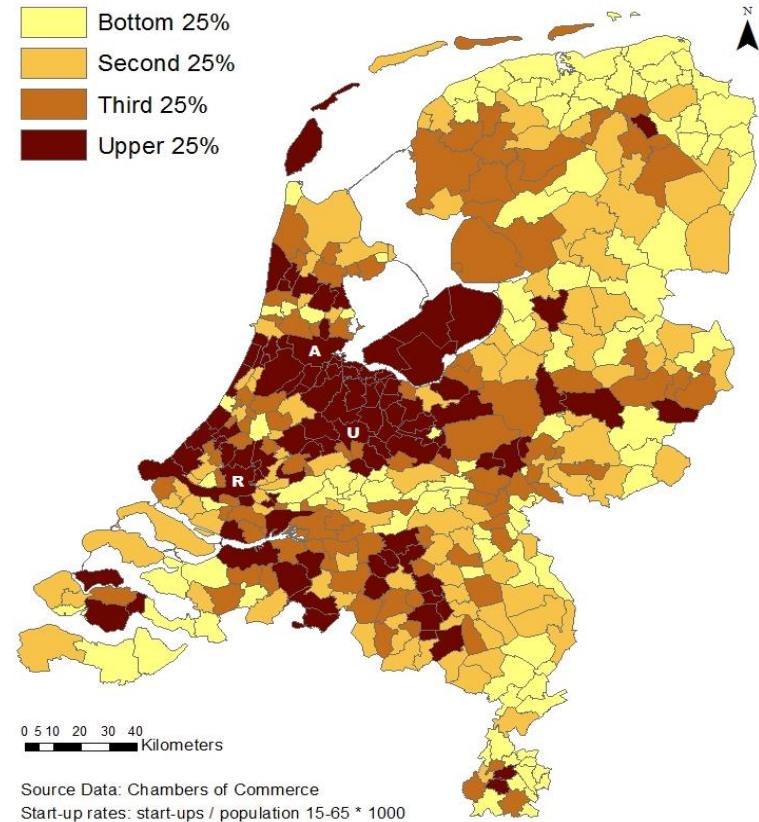 Bottom 25%
Second 25%
Third 25%
Upper 25%
N
A
U
R
0 5 10 20 30 40
Kilometers
Source Data: Chambers of Commerce
Start-up rates: start-ups / population 15-65 * 1000